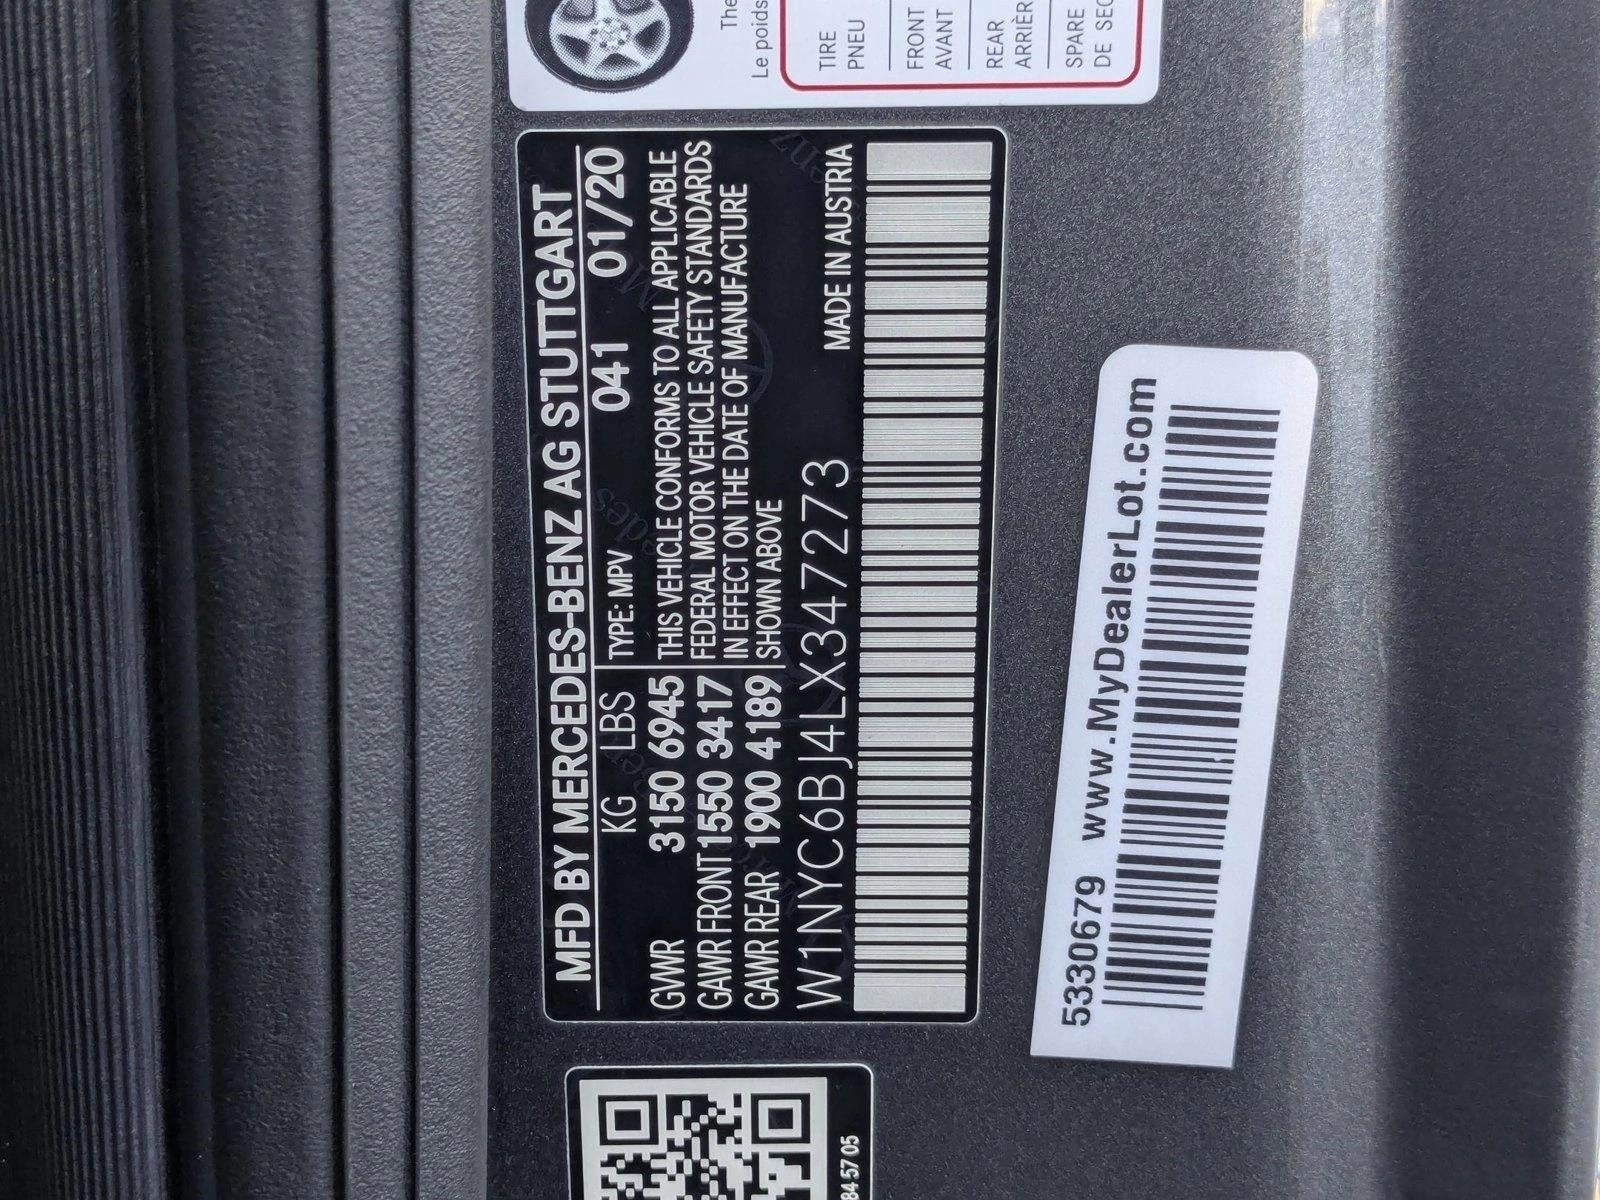 The
Le poids
TIRE
PNEU
FRONT
AVANT
REAR
ARRIÈR
SPARE
DE SEC
MFD BY MERCEDES-BENZ AG STUTTGART
KG LBS TYPE: MPV 041 01/20
GVWR 3150 6945 THIS VEHICLE CONFORMS TO ALL APPLICABLE
GAWR FRONT 1550 3417 FEDERAL MOTOR VEHICLE SAFETY STANDARDS
IN EFFECT ON THE DATE OF MANUFACTURE
GAWR REAR 1900 4189 SHOWN ABOVE
W1NYC6BJ4LX347273 MADE IN AUSTRIA
5330679 www.MyDealerLot.com
84 57 05